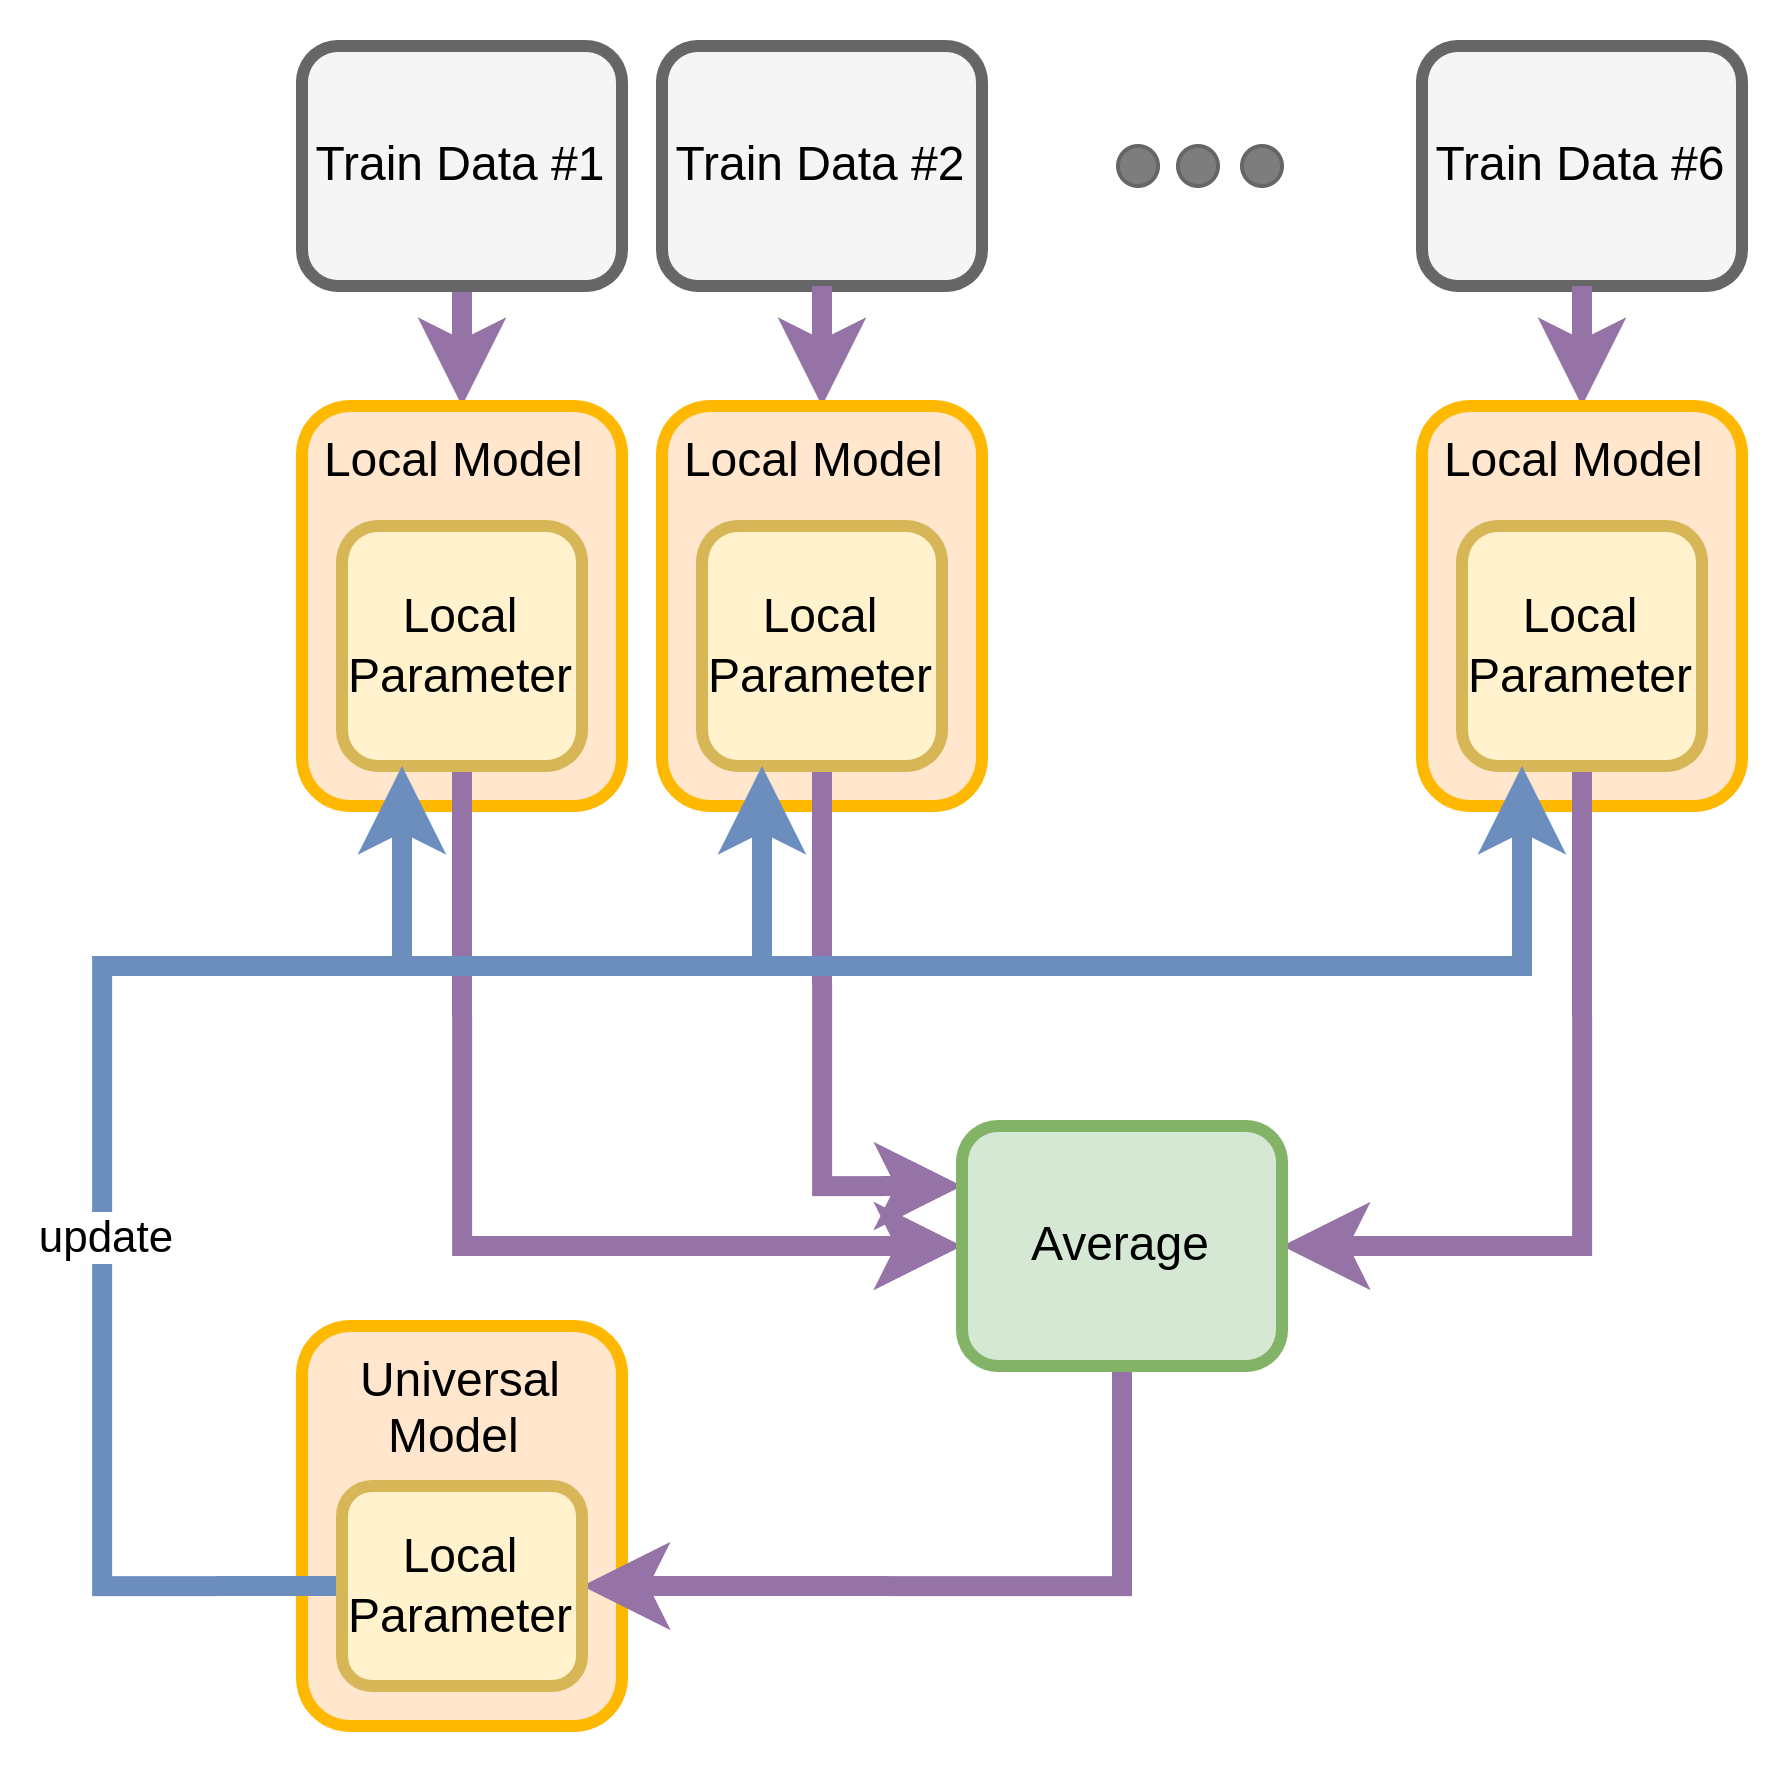 Train Data #1
Train Data #2
Train Data #6
Local Model
Local Model
Local Model
Local
Parameter
Local
Parameter
Local
Parameter
update
Average
Universal
Model
Local
Parameter